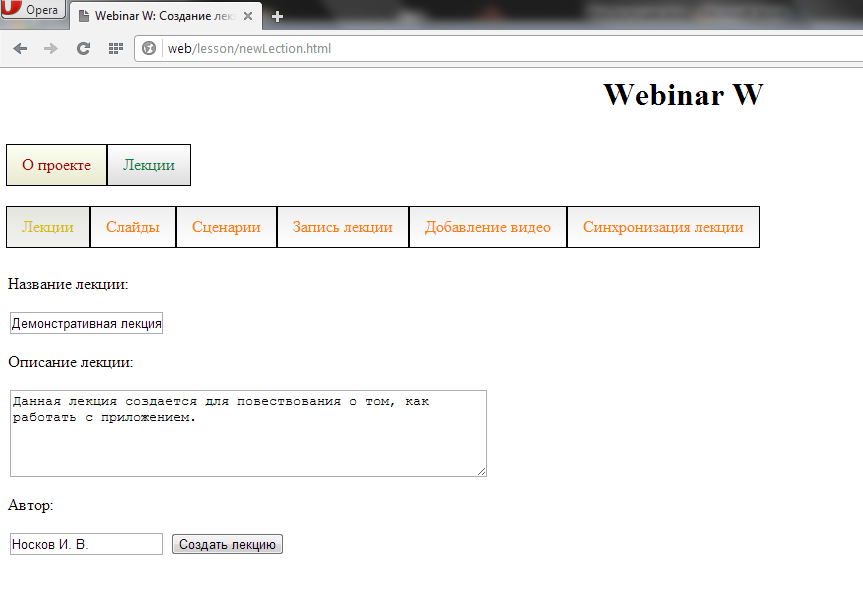 Opera
Webinar W: Создание лек
web/lesson/newLection.html
Webinar W
О проекте Лекции
Лекции Слайды Сценарии Запись лекции Добавление видео Синхронизация лекции
Название лекции:
Демонстративная лекция
Описание лекции:
Данная лекция создается для повествования о том, как
работать с приложением.
Автор:
Носков И. В. Создать лекцию